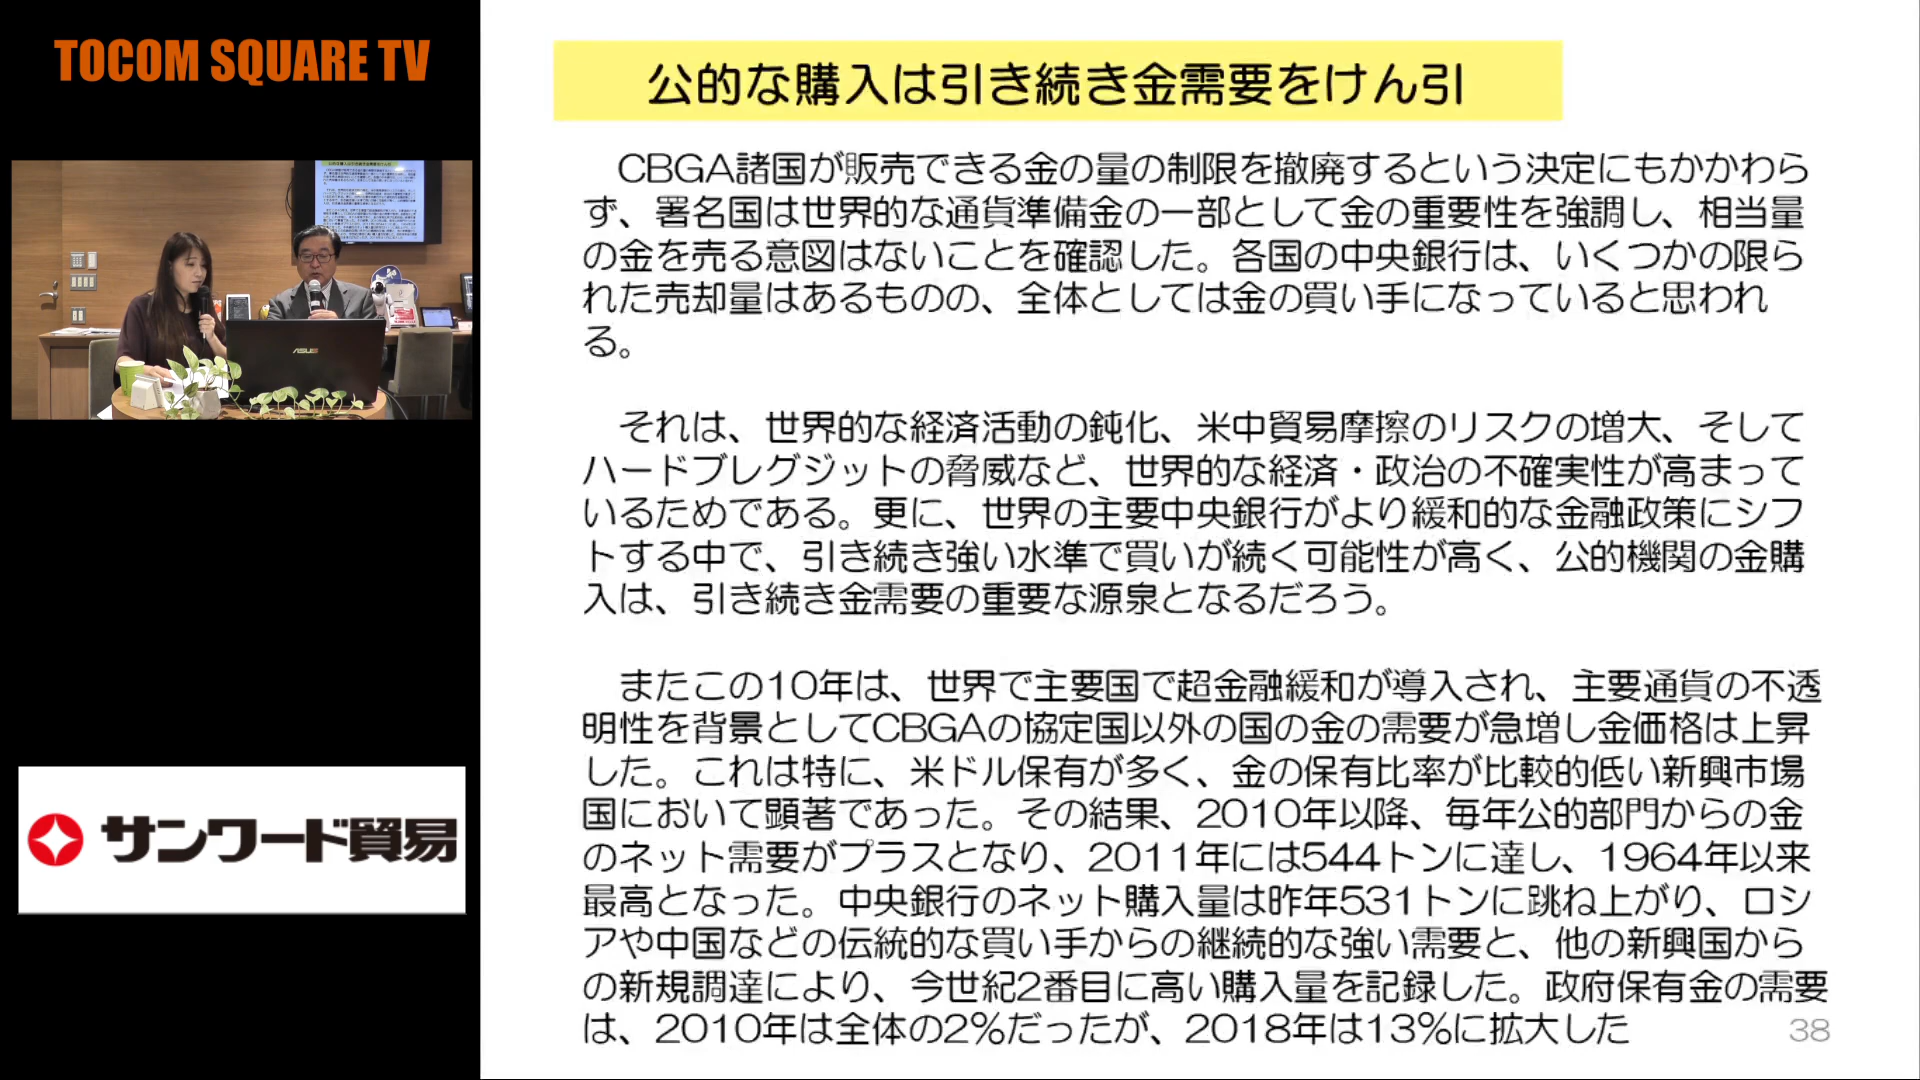 TOCOM SQUARE TV
公的な購入は引き続き金需要をけん引
CBGA諸国が販売できる金の量の制限を撤廃するという決定にもかかわら
ず、署名国は世界的な通貨準備金の一部として金の重要性を強調し、相当量
の金を売る意図はないことを確認した。各国の中央銀行は、いくつかの限ら
れた売却量はあるものの、全体としては金の買い手になっていると思われ
る。
それは、世界的な経済活動の鈍化、米中貿易摩擦のリスクの増大、そして
ハードブレグジットの脅威など、世界的な経済・政治の不確実性が高まって
いるためである。更に、世界の主要中央銀行がより緩和的な金融政策にシフ
トする中で、引き続き強い水準で買いが続く可能性が高く、公的機関の金購
入は、引き続き金需要の重要な源泉となるだろう。
またこの10年は、世界で主要国で超金融緩和が導入され、主要通貨の不透
明性を背景としてCBGAの協定国以外の国の金の需要が急増し金価格は上昇
した。これは特に、米ドル保有が多く、金の保有比率が比較的低い新興市場
国において顕著であった。その結果、2010年以降、毎年公的部門からの金
のネット需要がプラスとなり、2011年には544トンに達し、1964年以来
最高となった。中央銀行のネット購入量は昨年531トンに跳ね上がり、ロシ
アや中国などの伝統的な買い手からの継続的な強い需要と、他の新興国から
の新規調達により、今世紀2番目に高い購入量を記録した。政府保有金の需要
は、2010年は全体の2%だったが、2018年は13%に拡大した
38
ASUS
サンワード貿易